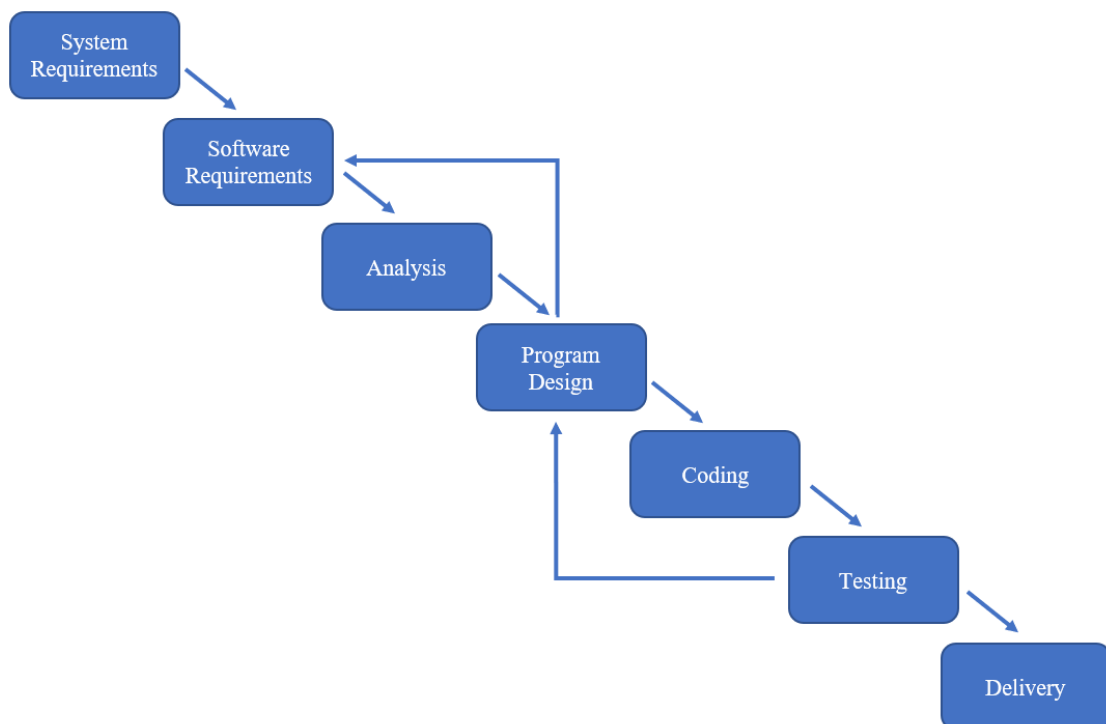 System
Requirements
Software
Requirements
Analysis
Program
Design
Coding
Testing
Delivery